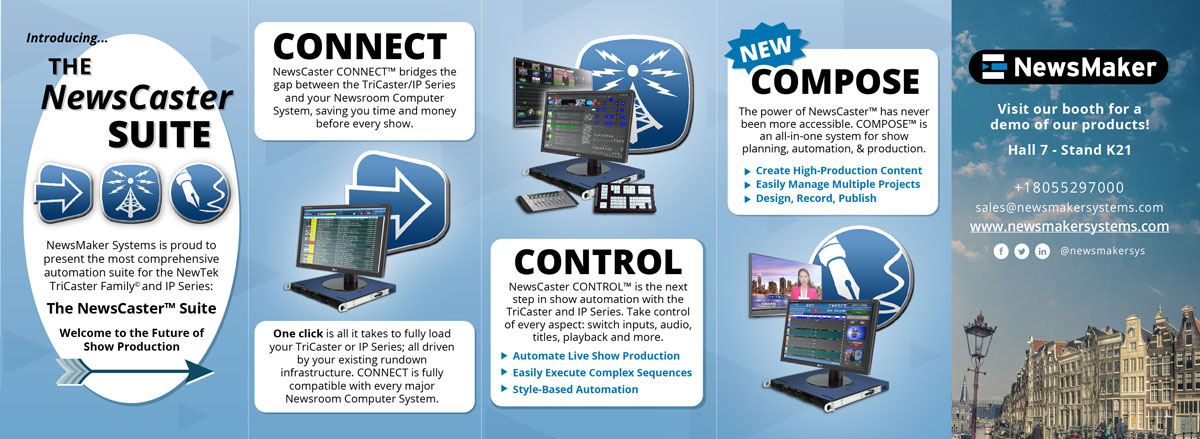 Introducing...
THE
NewsCaster
SUITE
NewsMaker Systems is proud to
present the most comprehensive
automation suite for the NewTek
TriCaster Family© and IP Series:
The NewsCaster™ Suite
Welcome to the Future of
Show Production
CONNECT
NewsCaster CONNECT™ bridges the
gap between the TriCaster/IP Series
and your Newsroom Computer
System, saving you time and money
before every show.
One click is all it takes to fully load
your TriCaster or IP Series; all driven
by your existing rundown
infrastructure. CONNECT is fully
compatible with every major
Newsroom Computer System.
CONTROL
NewsCaster CONTROL™ is the next
step in show automation with the
TriCaster and IP Series. Take control
of every aspect: switch inputs, audio,
titles, playback and more.
Automate Live Show Production
Easily Execute Complex Sequences
Style-Based Automation
NEW
COMPOSE
The power of NewsCaster™ has never
been more accessible. COMPOSE™ is
an all-in-one system for show
planning, automation, & production.
Create High-Production Content
Easily Manage Multiple Projects
Design, Record, Publish
NewsMaker
Visit our booth for a
demo of our products!
Hall 7 - Stand K21
+18055297000
sales@newsmakersystems.com
www.newsmakersystems.com
@newsmakersys